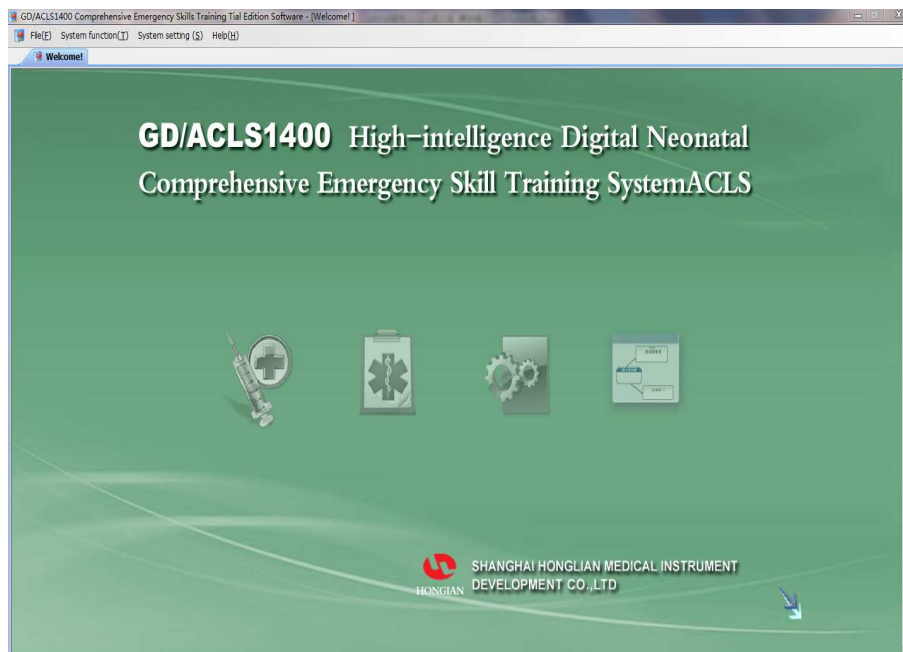 GD/ACLS1400 Comprehensive Emergency Skills Training Tial Edition Software - [Welcome! ]
File(F) System function(T) System setting (S) Help(H)
Welcome!
GD/ACLS1400 High-intelligence Digital Neonatal
Comprehensive Emergency Skill Training SystemACLS
SHANGHAI HONGLIAN MEDICAL INSTRUMENT
DEVELOPMENT CO.,LTD
HONGIAN